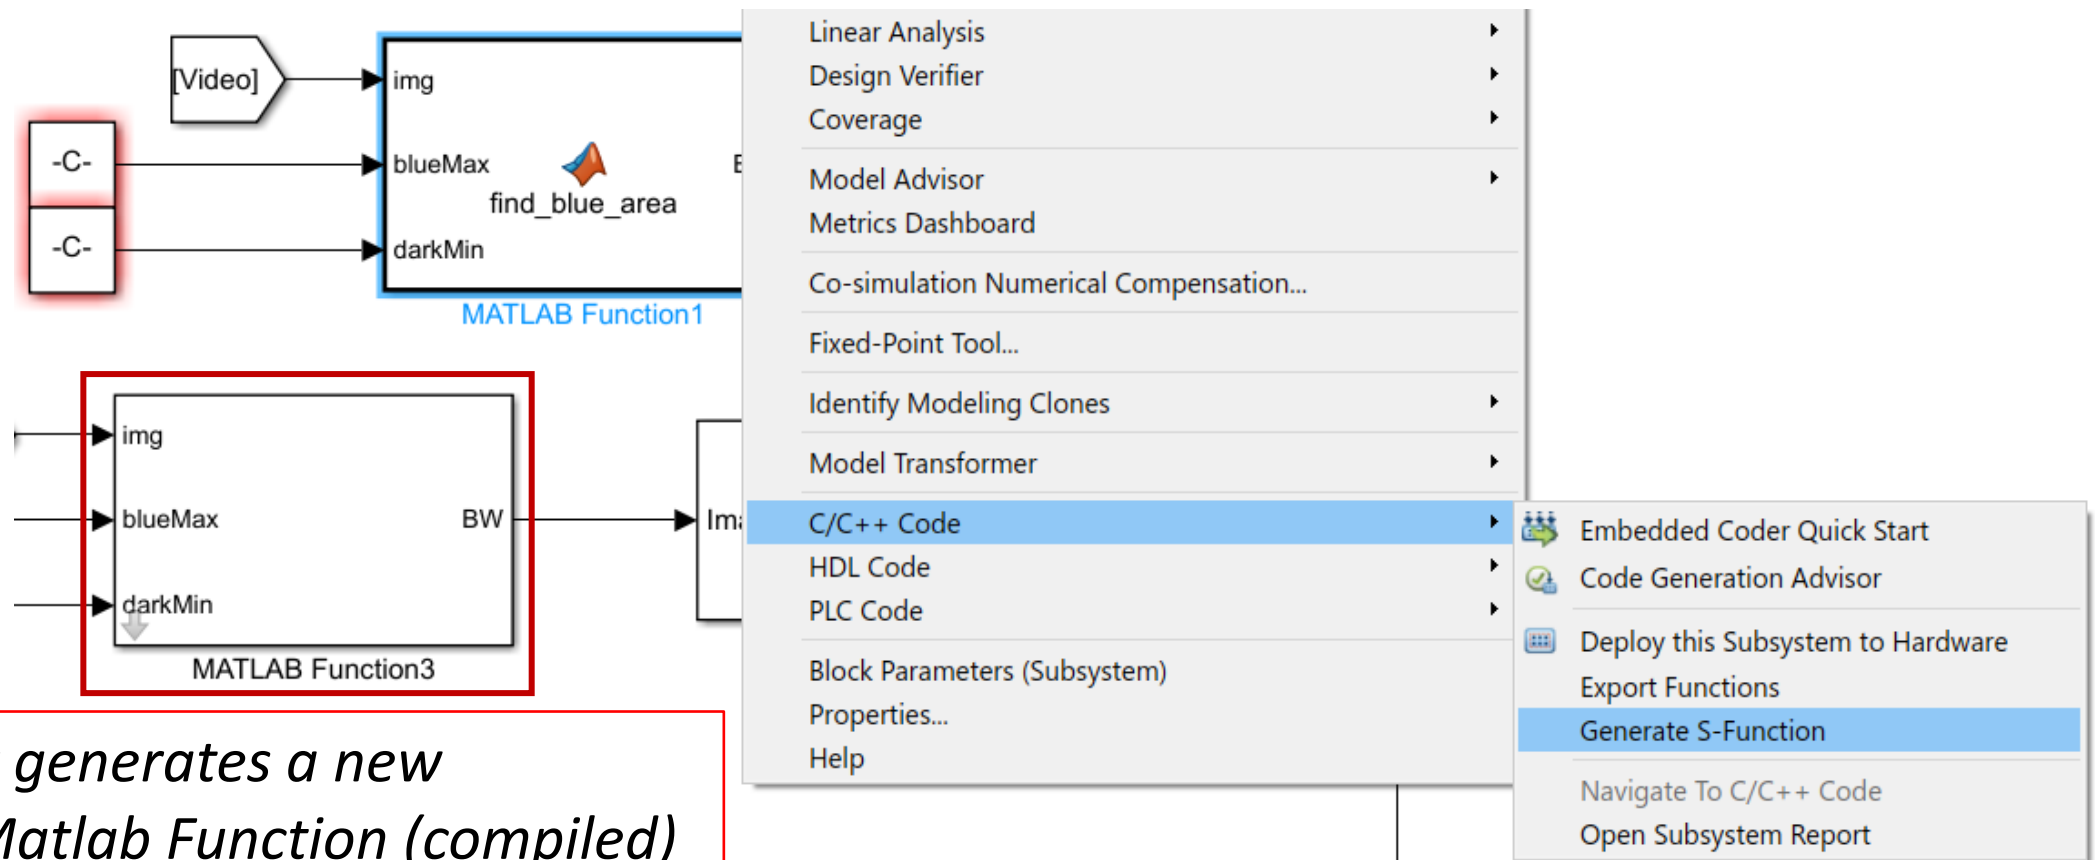 [Video]
img
-C-
blueMax
find_blue_area
-C-
darkMin
MATLAB Function1
img
blueMax
BW
darkMin
MATLAB Function3
generates a new
Matlab Function (compiled)
Linear Analysis
Design Verifier
Coverage
Model Advisor
Metrics Dashboard
Co-simulation Numerical Compensation...
Fixed-Point Tool...
Identify Modeling Clones
Model Transformer
C/C++ Code
HDL Code
PLC Code
Block Parameters (Subsystem)
Properties...
Help
Embedded Coder Quick Start
Code Generation Advisor
Deploy this Subsystem to Hardware
Export Functions
Generate S-Function
Navigate To C/C++ Code
Open Subsystem Report